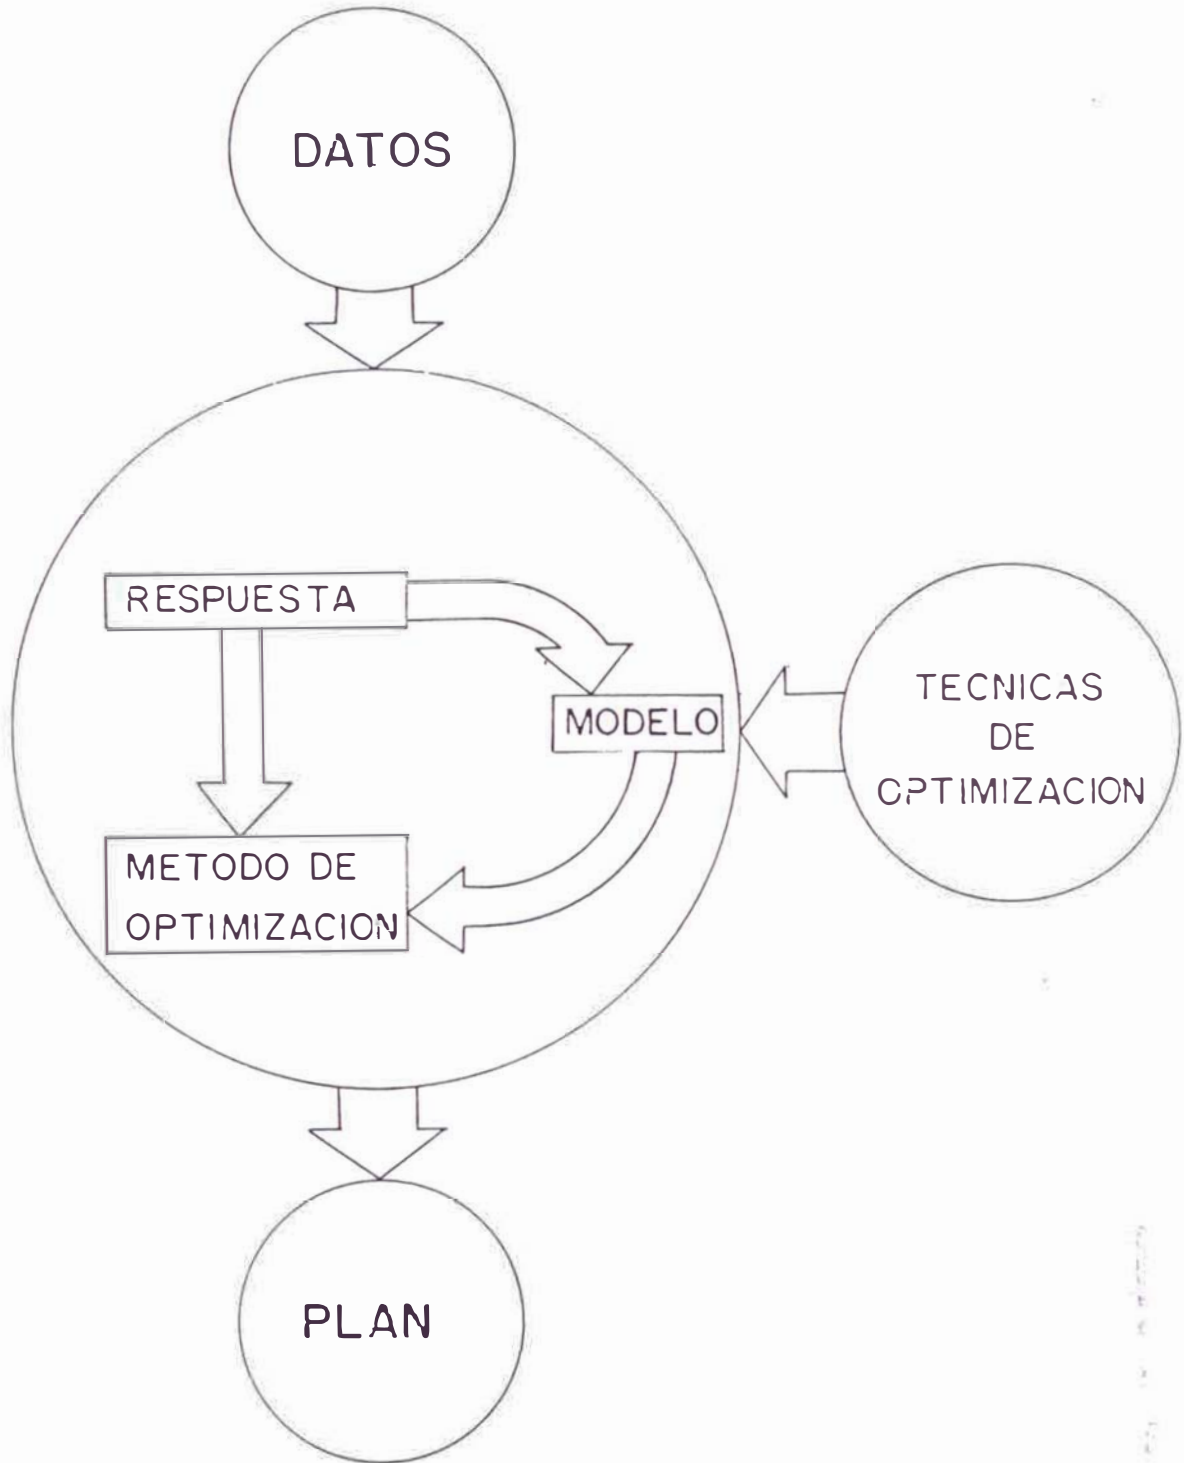 DATOS
RESPUESTA
MODELO
TECNICAS
DE
OPTIMIZACION
METODO DE
OPTIMIZACION
PLAN